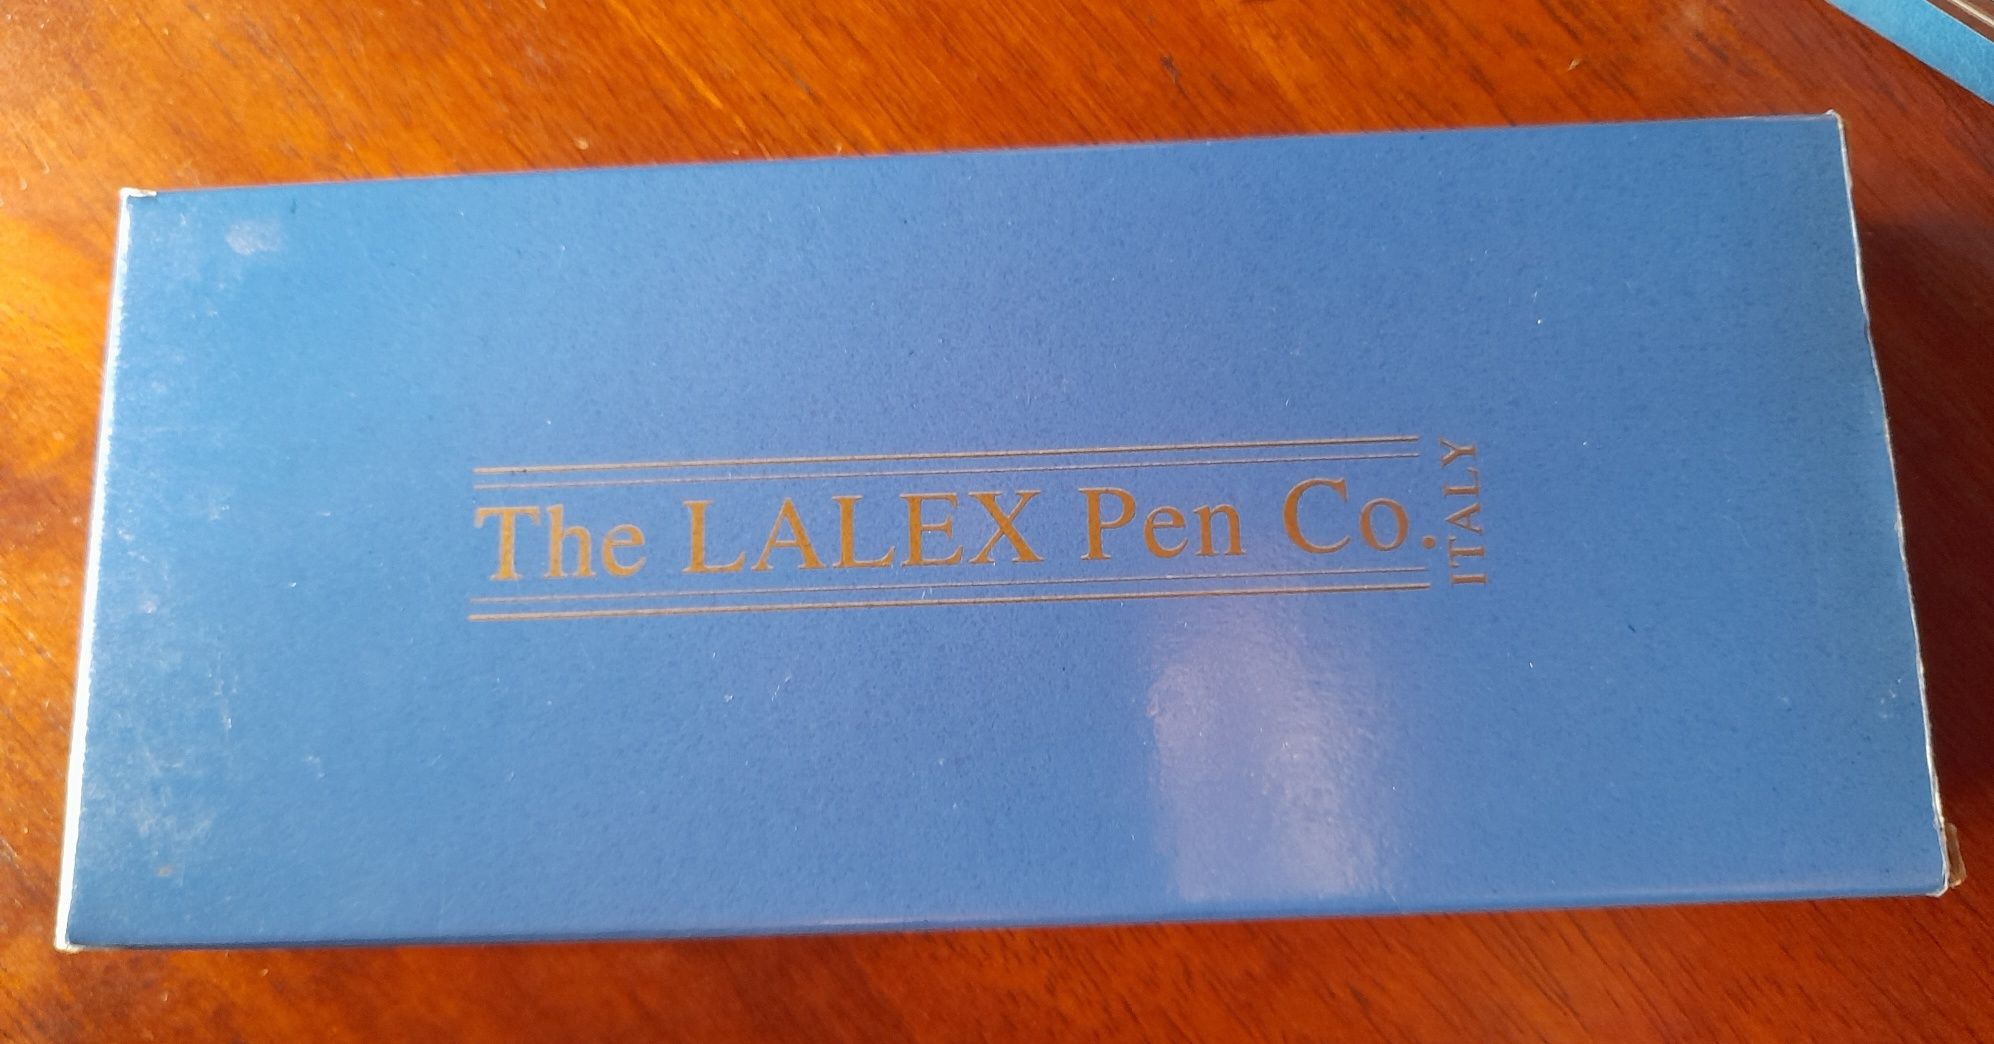 The LALEX Pen Co.
ITALY